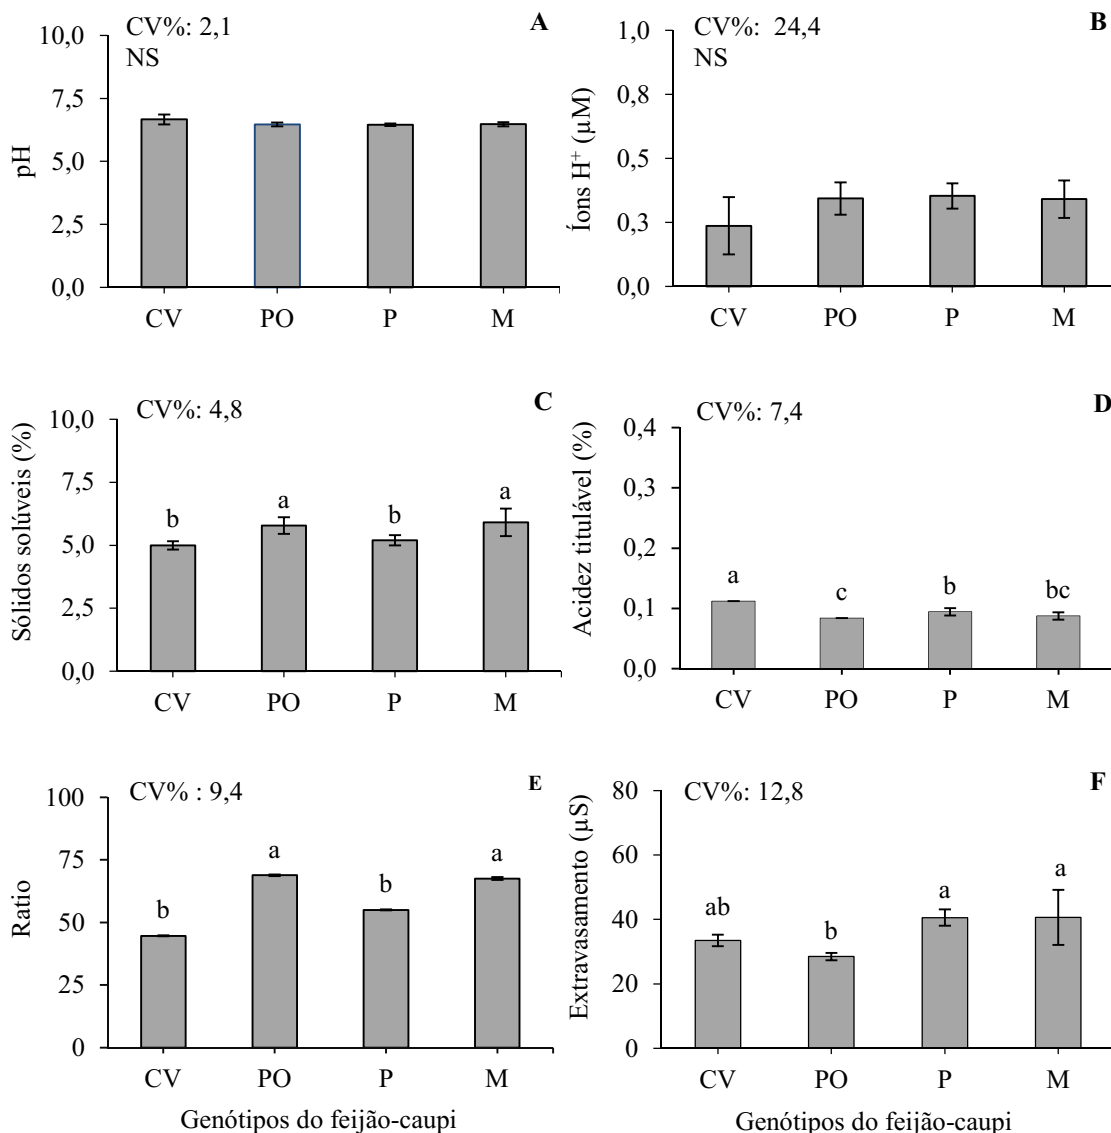 CV%: 2,1
A
NS
10,0
7,5
5,0
2,5
0,0
pH
CV PO P M
CV%: 24,4
B
NS
1,0
0,8
0,5
0,3
0,0
Íons H⁺ (µM)
CV PO P M
CV%: 4,8
C
10,0
7,5
5,0
2,5
0,0
Sólidos solúveis (%)
b a b a
CV PO P M
CV%: 7,4
D
0,4
0,3
0,2
0,1
0,0
Acidez titulável (%)
a c b bc
CV PO P M
CV% : 9,4
E
100
75
50
25
0
Ratio
b a b a
CV PO P M
Genótipos do feijão-caupi
CV%: 12,8
F
80
60
40
20
0
Extravasamento (µS)
ab b a a
CV PO P M
Genótipos do feijão-caupi